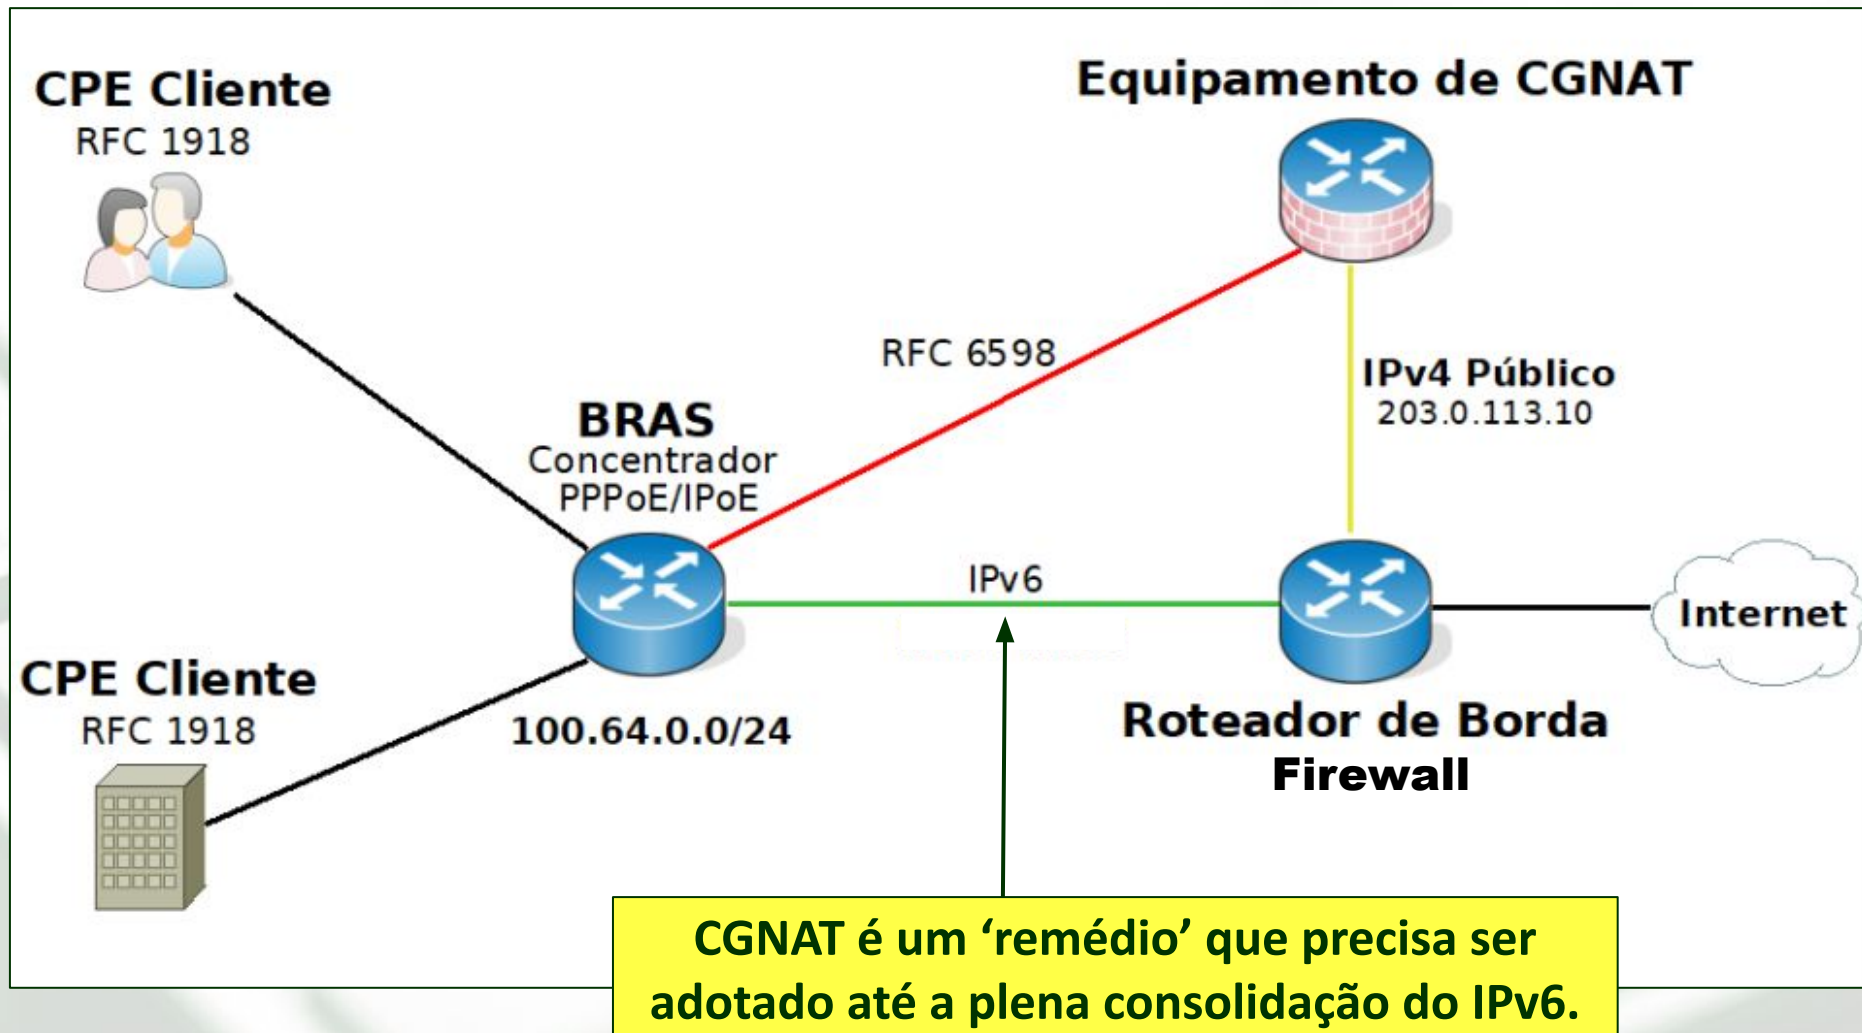 CPE Cliente
RFC 1918
Equipamento de CGNAT
RFC 6598
IPv4 Público
203.0.113.10
BRAS
Concentrador
PPPoE/IPoE
IPv6
Internet
CPE Cliente
RFC 1918
100.64.0.0/24
Roteador de Borda
Firewall
CGNAT é um ‘remédio’ que precisa ser
adotado até a plena consolidação do IPv6.